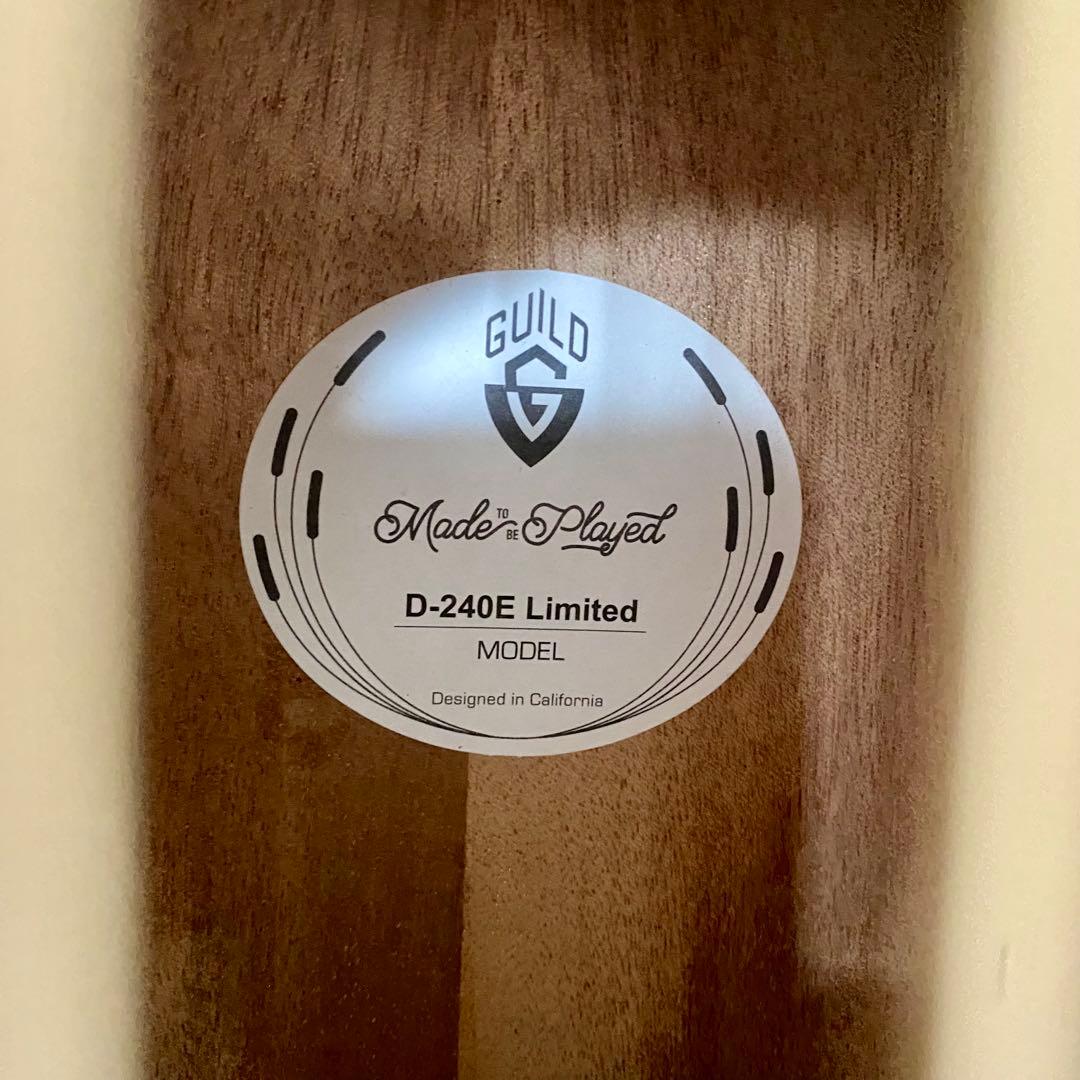 GUILD
G
Made TO BE Played
D-240E Limited
MODEL
Designed in California